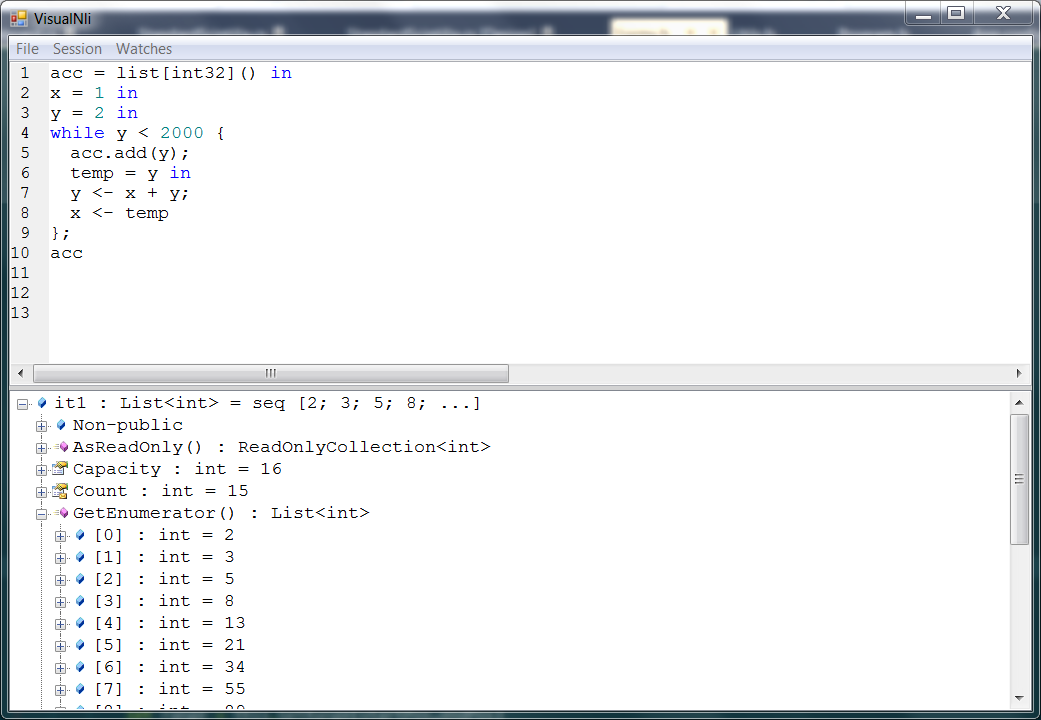 VisualNli
File Session Watches
1 acc = list[int32]() in
2 x = 1 in
3 y = 2 in
4 while y < 2000 {
5 acc.add(y);
6 temp = y in
7 y <- x + y;
8 x <- temp
9 };
10 acc
11
12
13
it1 : List<int> = seq [2; 3; 5; 8; ...]
Non-public
AsReadOnly() : ReadOnlyCollection<int>
Capacity : int = 16
Count : int = 15
GetEnumerator() : List<int>
[0] : int = 2
[1] : int = 3
[2] : int = 5
[3] : int = 8
[4] : int = 13
[5] : int = 21
[6] : int = 34
[7] : int = 55